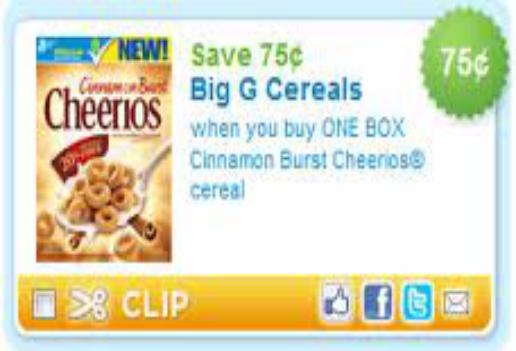 NEW!
Cinnamon Burst
Cheerios
Save 75¢
Big G Cereals
when you buy ONE BOX
Cinnamon Burst Cheerios®
cereal
75¢
CLIP